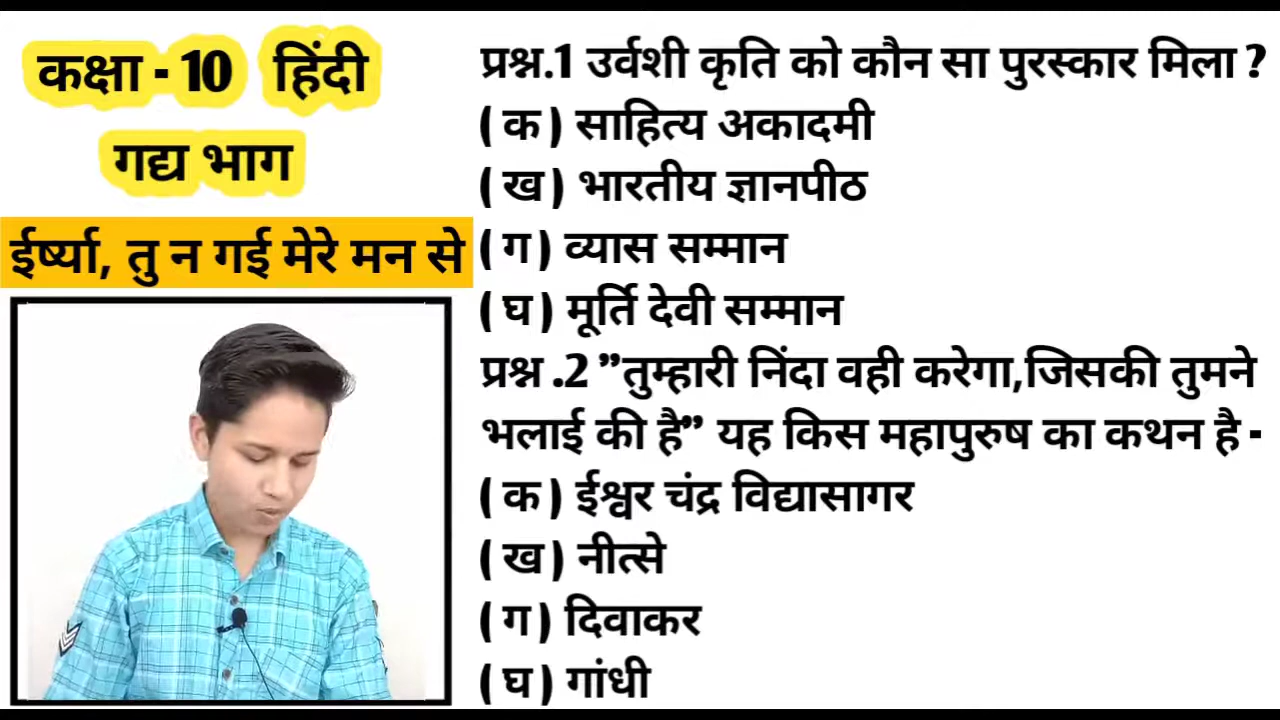 कक्षा - 10 हिंदी
गद्य भाग
ईर्ष्या, तु न गई मेरे मन से
प्रश्न.1 उर्वशी कृति को कौन सा पुरस्कार मिला ?
( क ) साहित्य अकादमी
( ख ) भारतीय ज्ञानपीठ
( ग ) व्यास सम्मान
( घ ) मूर्ति देवी सम्मान
प्रश्न .2 ”तुम्हारी निंदा वही करेगा,जिसकी तुमने
भलाई की है” यह किस महापुरुष का कथन है -
( क ) ईश्वर चंद्र विद्यासागर
( ख ) नीत्से
( ग ) दिवाकर
( घ ) गांधी